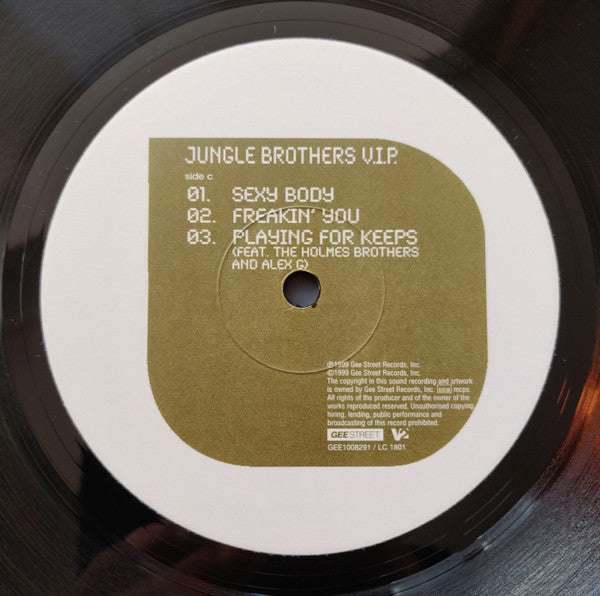 JUNGLE BROTHERS V.I.P.
side c
01. SEXY BODY
02. FREAKIN' YOU
03. PLAYING FOR KEEPS
(FEAT. THE HOLMES BROTHERS
AND ALEX G)
℗1999 Gee Street Records, Inc.
©1999 Gee Street Records, Inc.
The copyright in this sound recording and artwork
is owned by Gee Street Records, Inc. BIEM mcps
All rights of the producer and of the owner of the
works reproduced reserved. Unauthorised copying,
hiring, lending, public performance and
broadcasting of this record prohibited.
GEE STREET V2
GEE1008291 / LC 1801